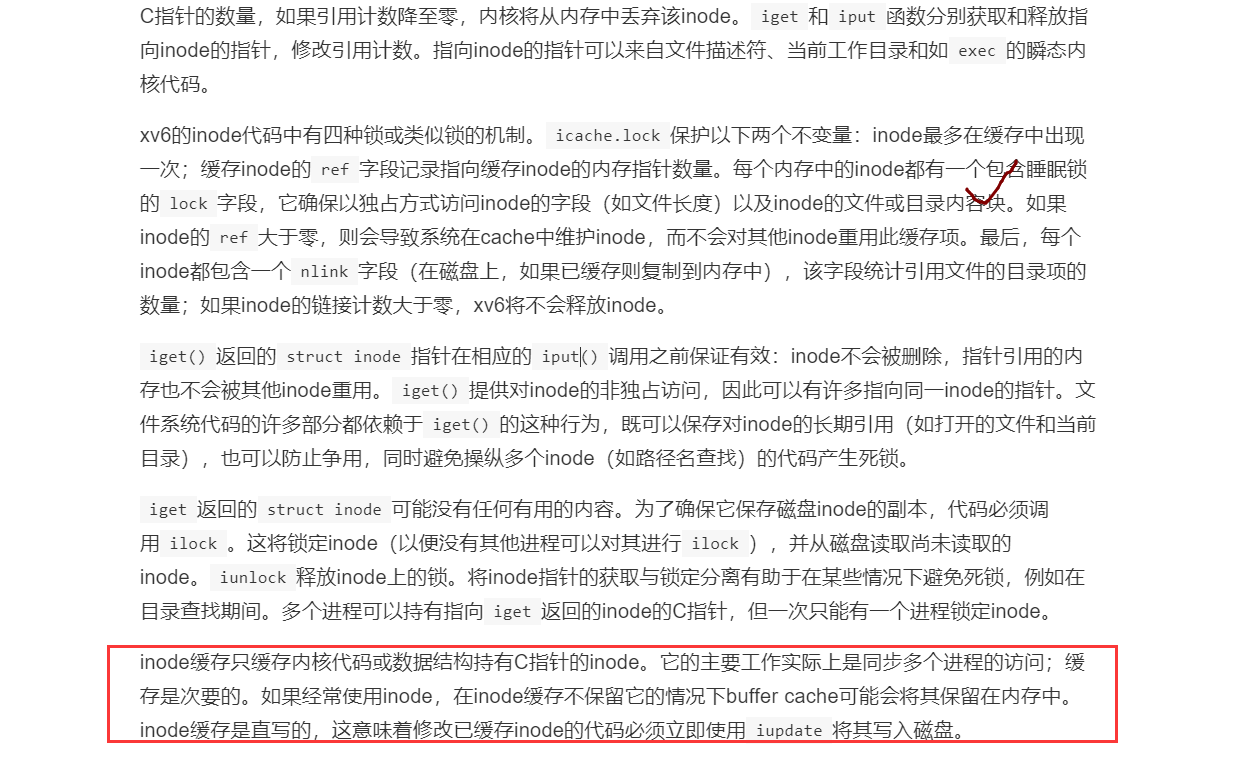 C指针的数量，如果引用计数降至零，内核将从内存中丢弃该inode。 iget 和 iput 函数分别获取和释放指
向inode的指针，修改引用计数。指向inode的指针可以来自文件描述符、当前工作目录和如 exec 的瞬态内
核代码。
xv6的inode代码中有四种锁或类似锁的机制。 icache.lock 保护以下两个不变量：inode最多在缓存中出现
一次；缓存inode的 ref 字段记录指向缓存inode的内存指针数量。每个内存中的inode都有一个包含睡眠锁
的 lock 字段，它确保以独占方式访问inode的字段（如文件长度）以及inode的文件或目录内容块。如果
inode的 ref 大于零，则会导致系统在cache中维护inode，而不会对其他inode重用此缓存项。最后，每个
inode都包含一个 nlink 字段（在磁盘上，如果已缓存则复制到内存中），该字段统计引用文件的目录项的
数量；如果inode的链接计数大于零，xv6将不会释放inode。
iget() 返回的 struct inode 指针在相应的 iput() 调用之前保证有效：inode不会被删除，指针引用的内
存也不会被其他inode重用。 iget() 提供对inode的非独占访问，因此可以有许多指向同一inode的指针。文
件系统代码的许多部分都依赖于 iget() 的这种行为，既可以保存对inode的长期引用（如打开的文件和当前
目录），也可以防止争用，同时避免操纵多个inode（如路径名查找）的代码产生死锁。
iget 返回的 struct inode 可能没有任何有用的内容。为了确保它保存磁盘inode的副本，代码必须调
用 ilock 。这将锁定inode（以便没有其他进程可以对其进行 ilock ），并从磁盘读取尚未读取的
inode。 iunlock 释放inode上的锁。将inode指针的获取与锁定分离有助于在某些情况下避免死锁，例如在
目录查找期间。多个进程可以持有指向 iget 返回的inode的C指针，但一次只能有一个进程锁定inode。
inode缓存只缓存内核代码或数据结构持有C指针的inode。它的主要工作实际上是同步多个进程的访问；缓
存是次要的。如果经常使用inode，在inode缓存不保留它的情况下buffer cache可能会将其保留在内存中。
inode缓存是直写的，这意味着修改已缓存inode的代码必须立即使用 iupdate 将其写入磁盘。